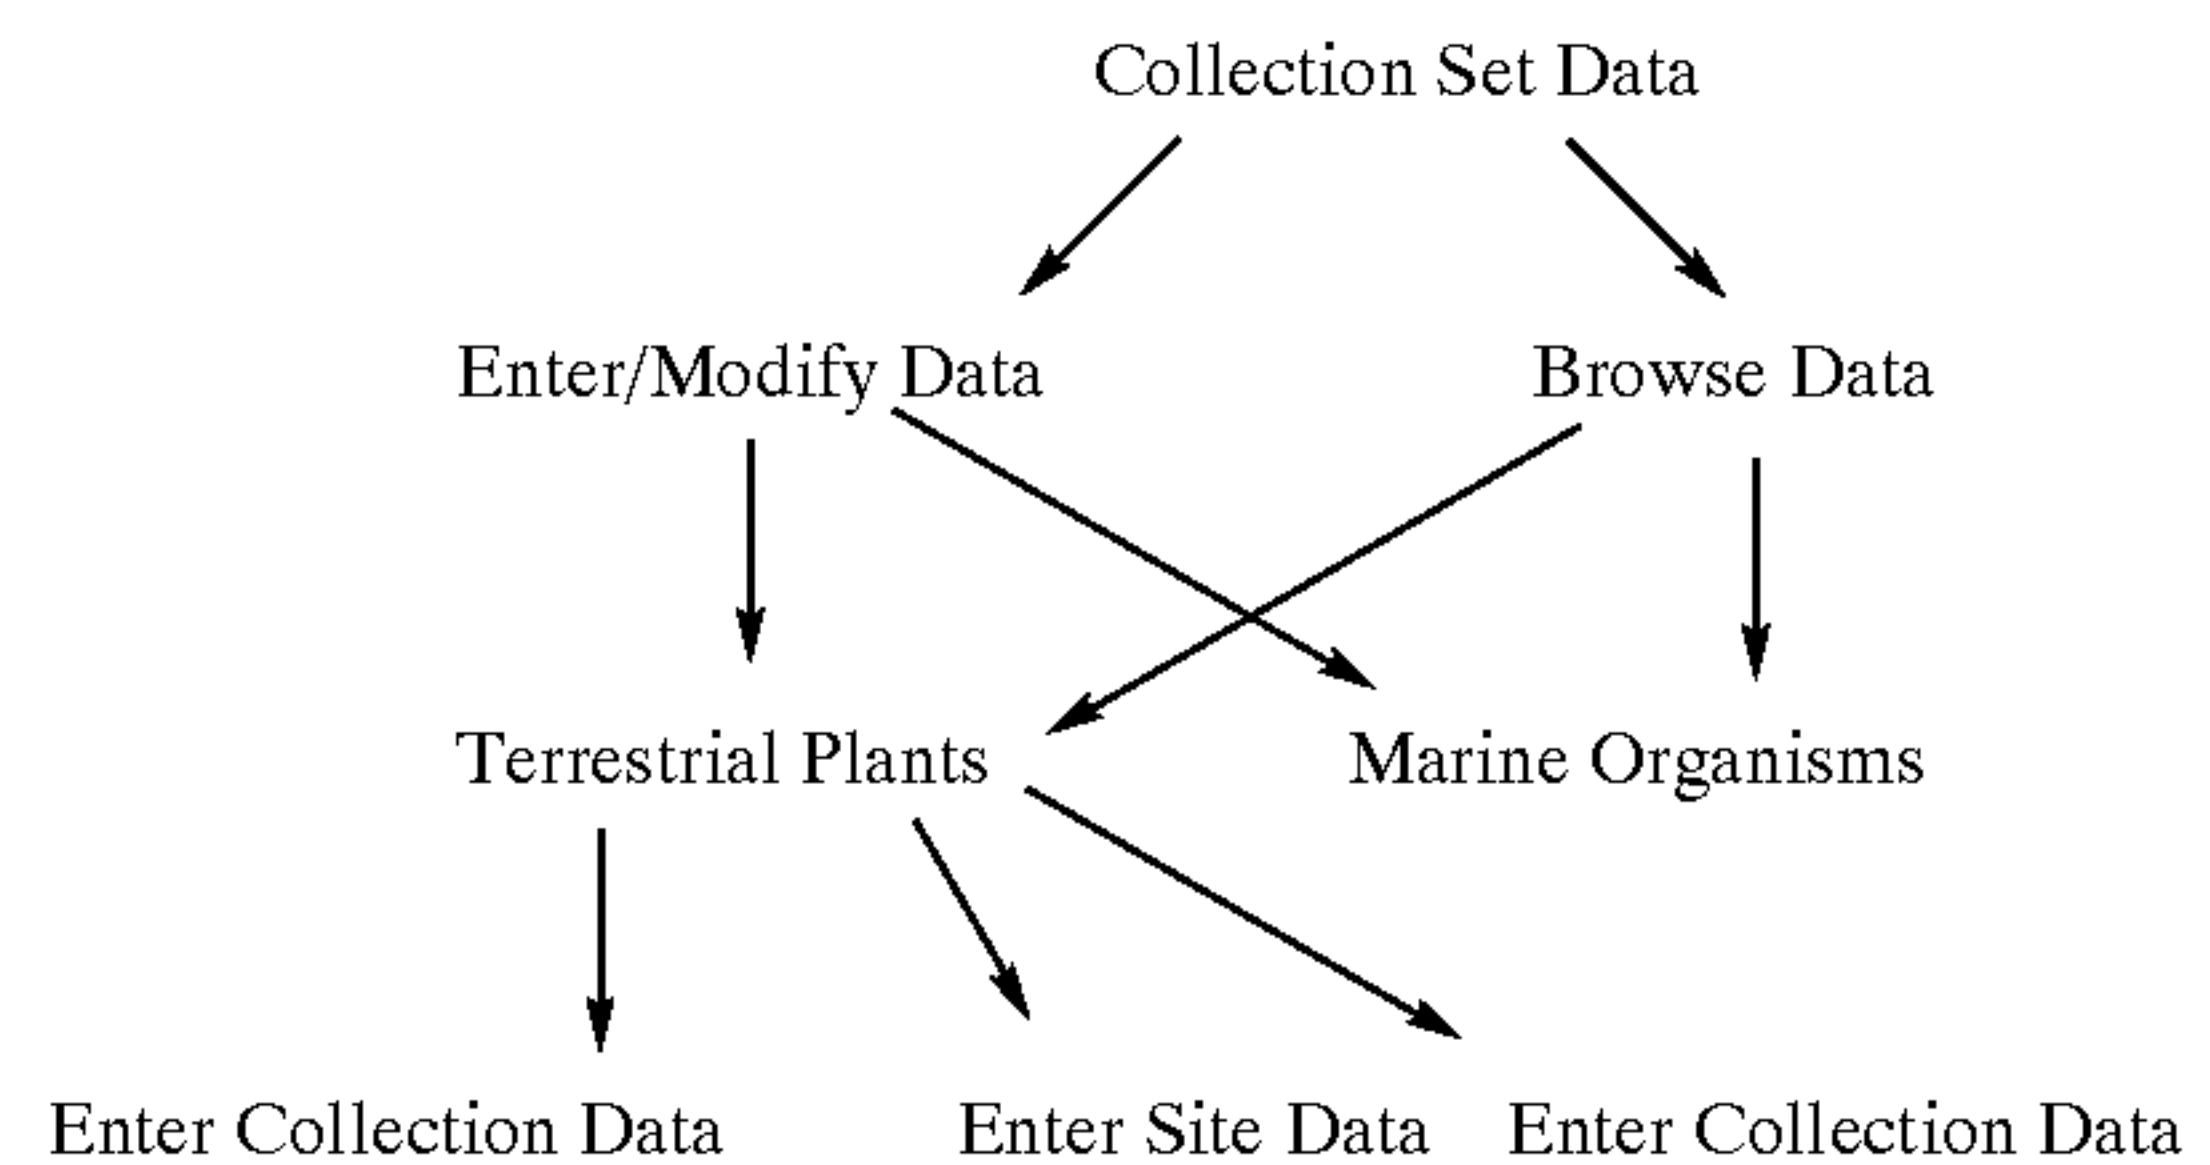 Collection Set Data
Enter/Modify Data
Browse Data
Terrestrial Plants
Marine Organisms
Enter Collection Data
Enter Site Data
Enter Collection Data